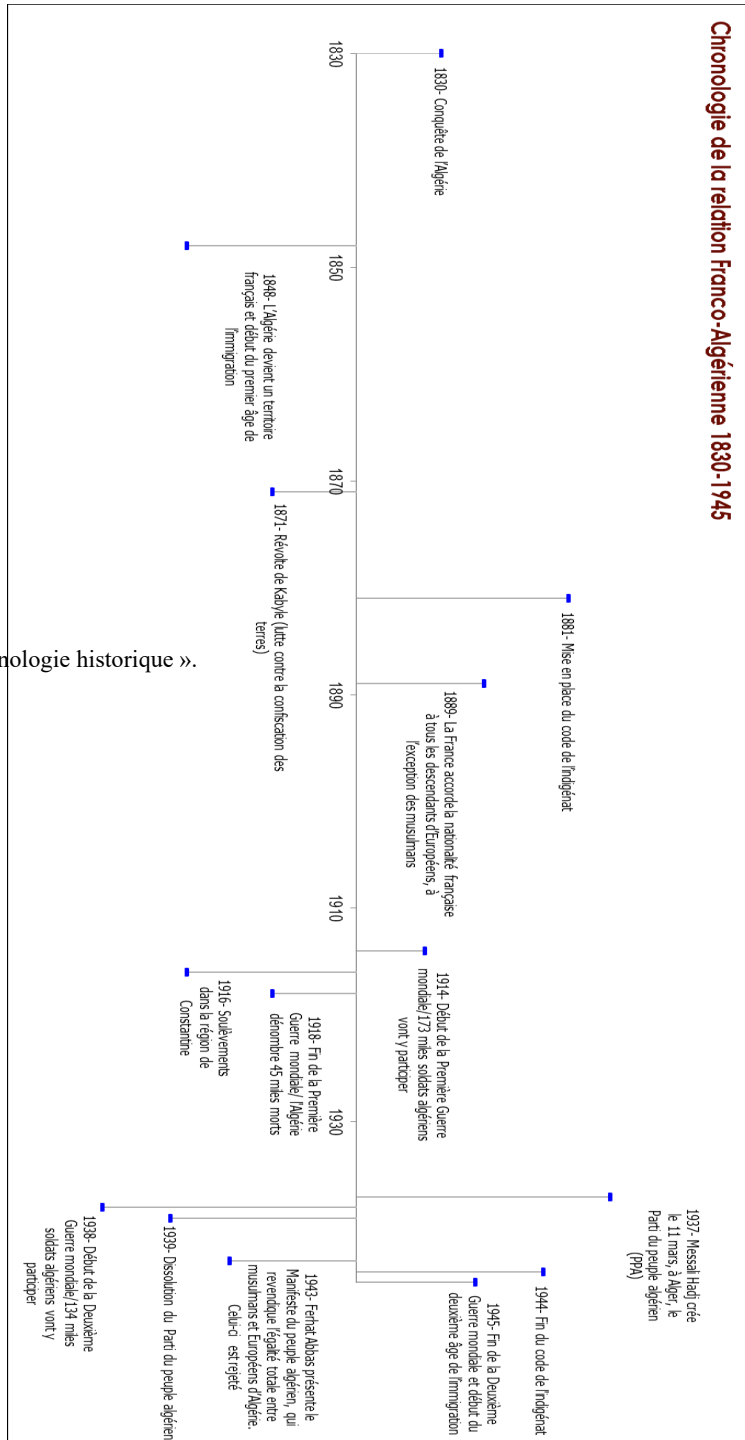 Chronologie de la relation Franco-Algérienne 1830-1945
1830- Conquête de l'Algérie
1881- Mise en place du code de l'indigénat
1889- La France accorde la nationalité française
à tous les descendants d'Européens, à
l'exception des musulmans
1914- Début de la Première Guerre
mondiale/173 miles soldats algériens
vont y participer
1937- Messali Hadj crée
le 11 mars, à Alger, le
Parti du peuple algérien
(PPA)
1944- Fin du code de l'indigénat
1945- Fin de la Deuxième
Guerre mondiale et début du
deuxième âge de l'immigration
1830
1850
1870
1890
1910
1930
1848- L'Algérie devient un territoire
français et début du premier âge de
l'immigration
1871- Révolte de Kabyle (lutte contre la confiscation des
terres)
1916- Soulèvements
dans la région de
Constantine
1918- Fin de la Première
Guerre mondiale/ l'Algérie
dénombre 45 miles morts
1938- Début de la Deuxième
Guerre mondiale/134 miles
soldats algériens vont y
participer
1939- Dissolution du Parti du peuple algérien
1943- Ferhat Abbas présente le
Manifeste du peuple algérien, qui
revendique l'égalité totale entre
musulmans et Européens d'Algérie.
Celui-ci est rejeté
nologie historique ».